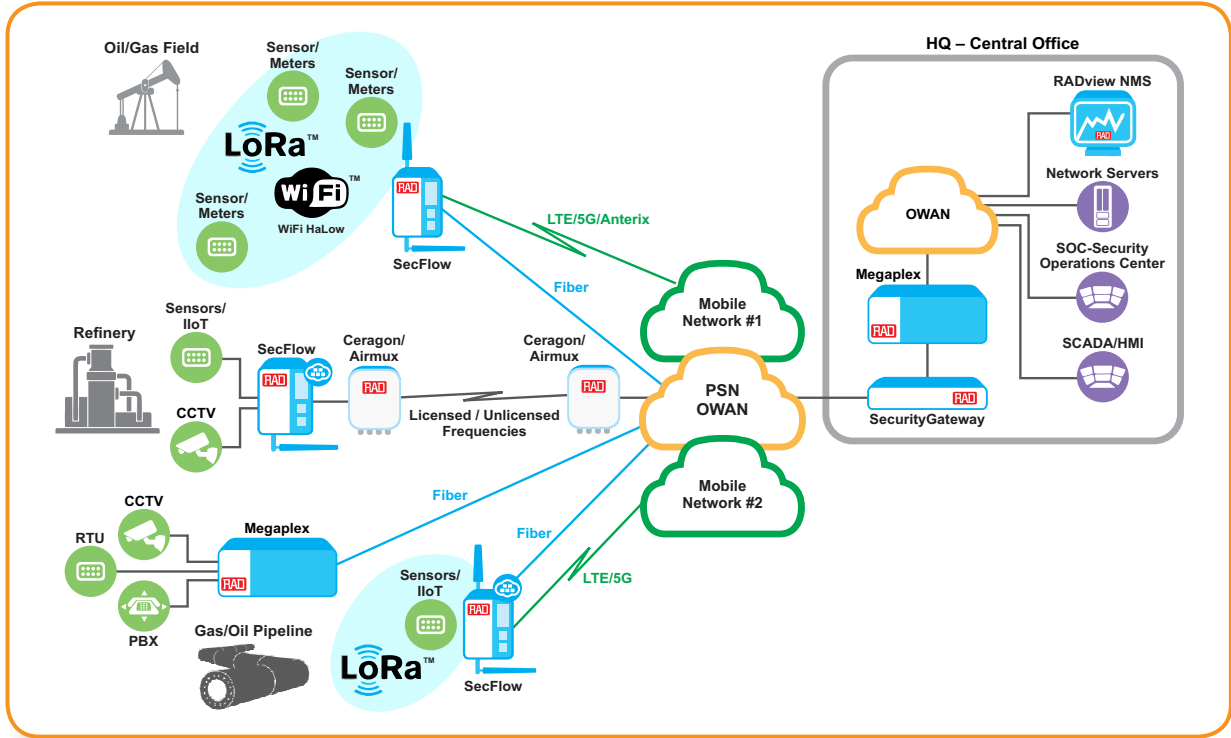 Oil/Gas Field
Sensor/
Meters
Sensor/
Meters
LoRa™
Wi Fi™
WiFi HaLow
Sensor/
Meters
RAD
SecFlow
LTE/5G/Anterix
Fiber
Mobile
Network #1
Refinery
Sensors/
IIoT
CCTV
SecFlow
RAD
Ceragon/
Airmux
RAD
Licensed / Unlicensed
Frequencies
Ceragon/
Airmux
RAD
PSN
OWAN
Mobile
Network #2
Fiber
Fiber
LTE/5G
CCTV
RTU
PBX
Megaplex
RAD
Gas/Oil Pipeline
Sensors/
IIoT
LoRa™
RAD
SecFlow
HQ – Central Office
RADview NMS
RAD
Network Servers
OWAN
SOC-Security
Operations Center
Megaplex
RAD
SCADA/HMI
RAD
SecurityGateway